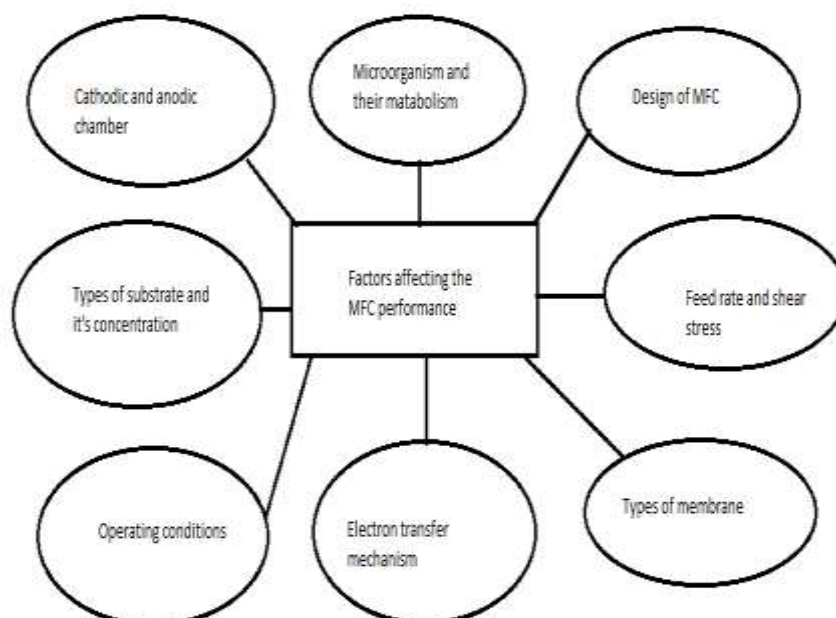 Cathodic and anodic
chamber
Microorganism and
their matabolism
Design of MFC
Types of substrate and
it's concentration
Factors affecting the
MFC performance
Feed rate and shear
stress
Operating conditions
Electron transfer
mechanism
Types of membrane